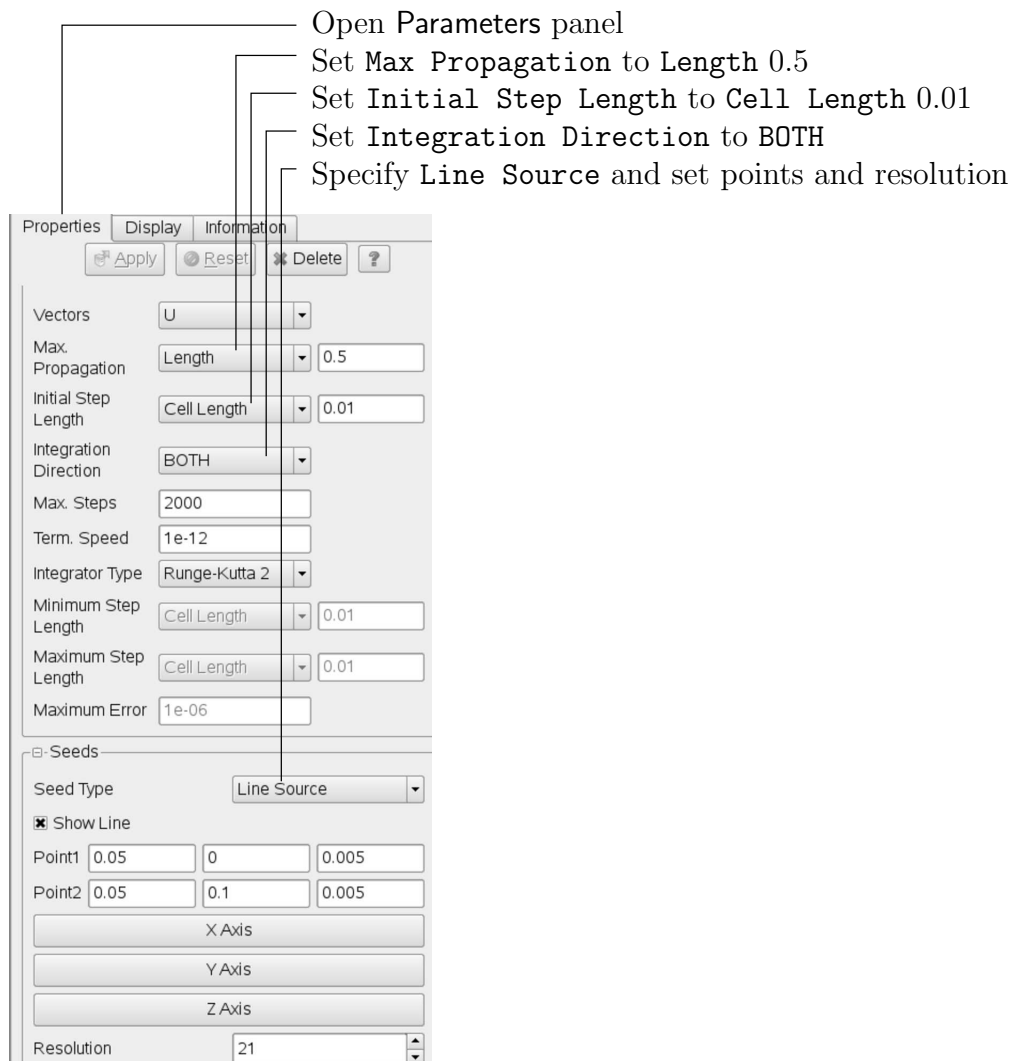 Open Parameters panel
Set Max Propagation to Length 0.5
Set Initial Step Length to Cell Length 0.01
Set Integration Direction to BOTH
Specify Line Source and set points and resolution
Properties Display Information
Apply Reset Delete ?
Vectors U
Max.
Propagation Length 0.5
Initial Step
Length Cell Length 0.01
Integration
Direction BOTH
Max. Steps 2000
Term. Speed 1e-12
Integrator Type Runge-Kutta 2
Minimum Step
Length Cell Length 0.01
Maximum Step
Length Cell Length 0.01
Maximum Error 1e-06
Seeds
Seed Type Line Source
Show Line
Point1 0.05 0 0.005
Point2 0.05 0.1 0.005
X Axis
Y Axis
Z Axis
Resolution 21